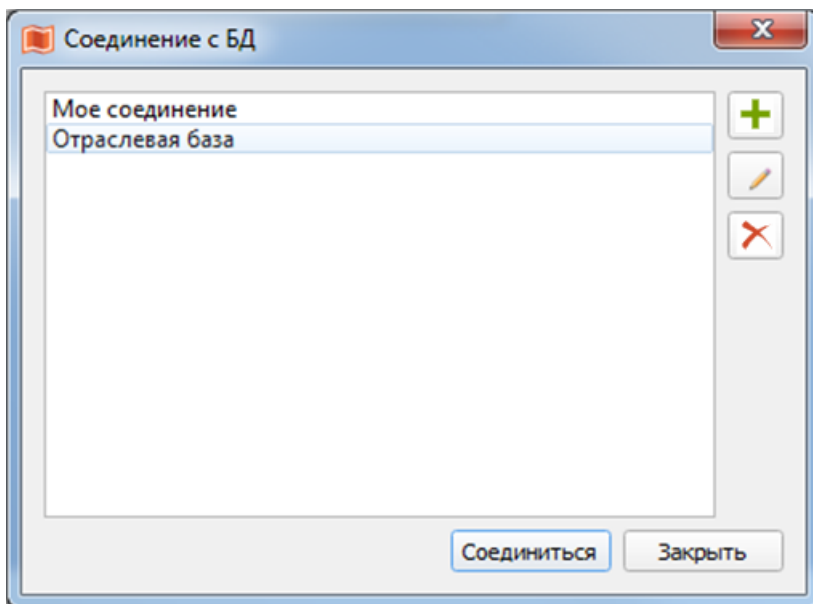 Соединение с БД
Мое соединение
Отраслевая база
Соединиться
Закрыть